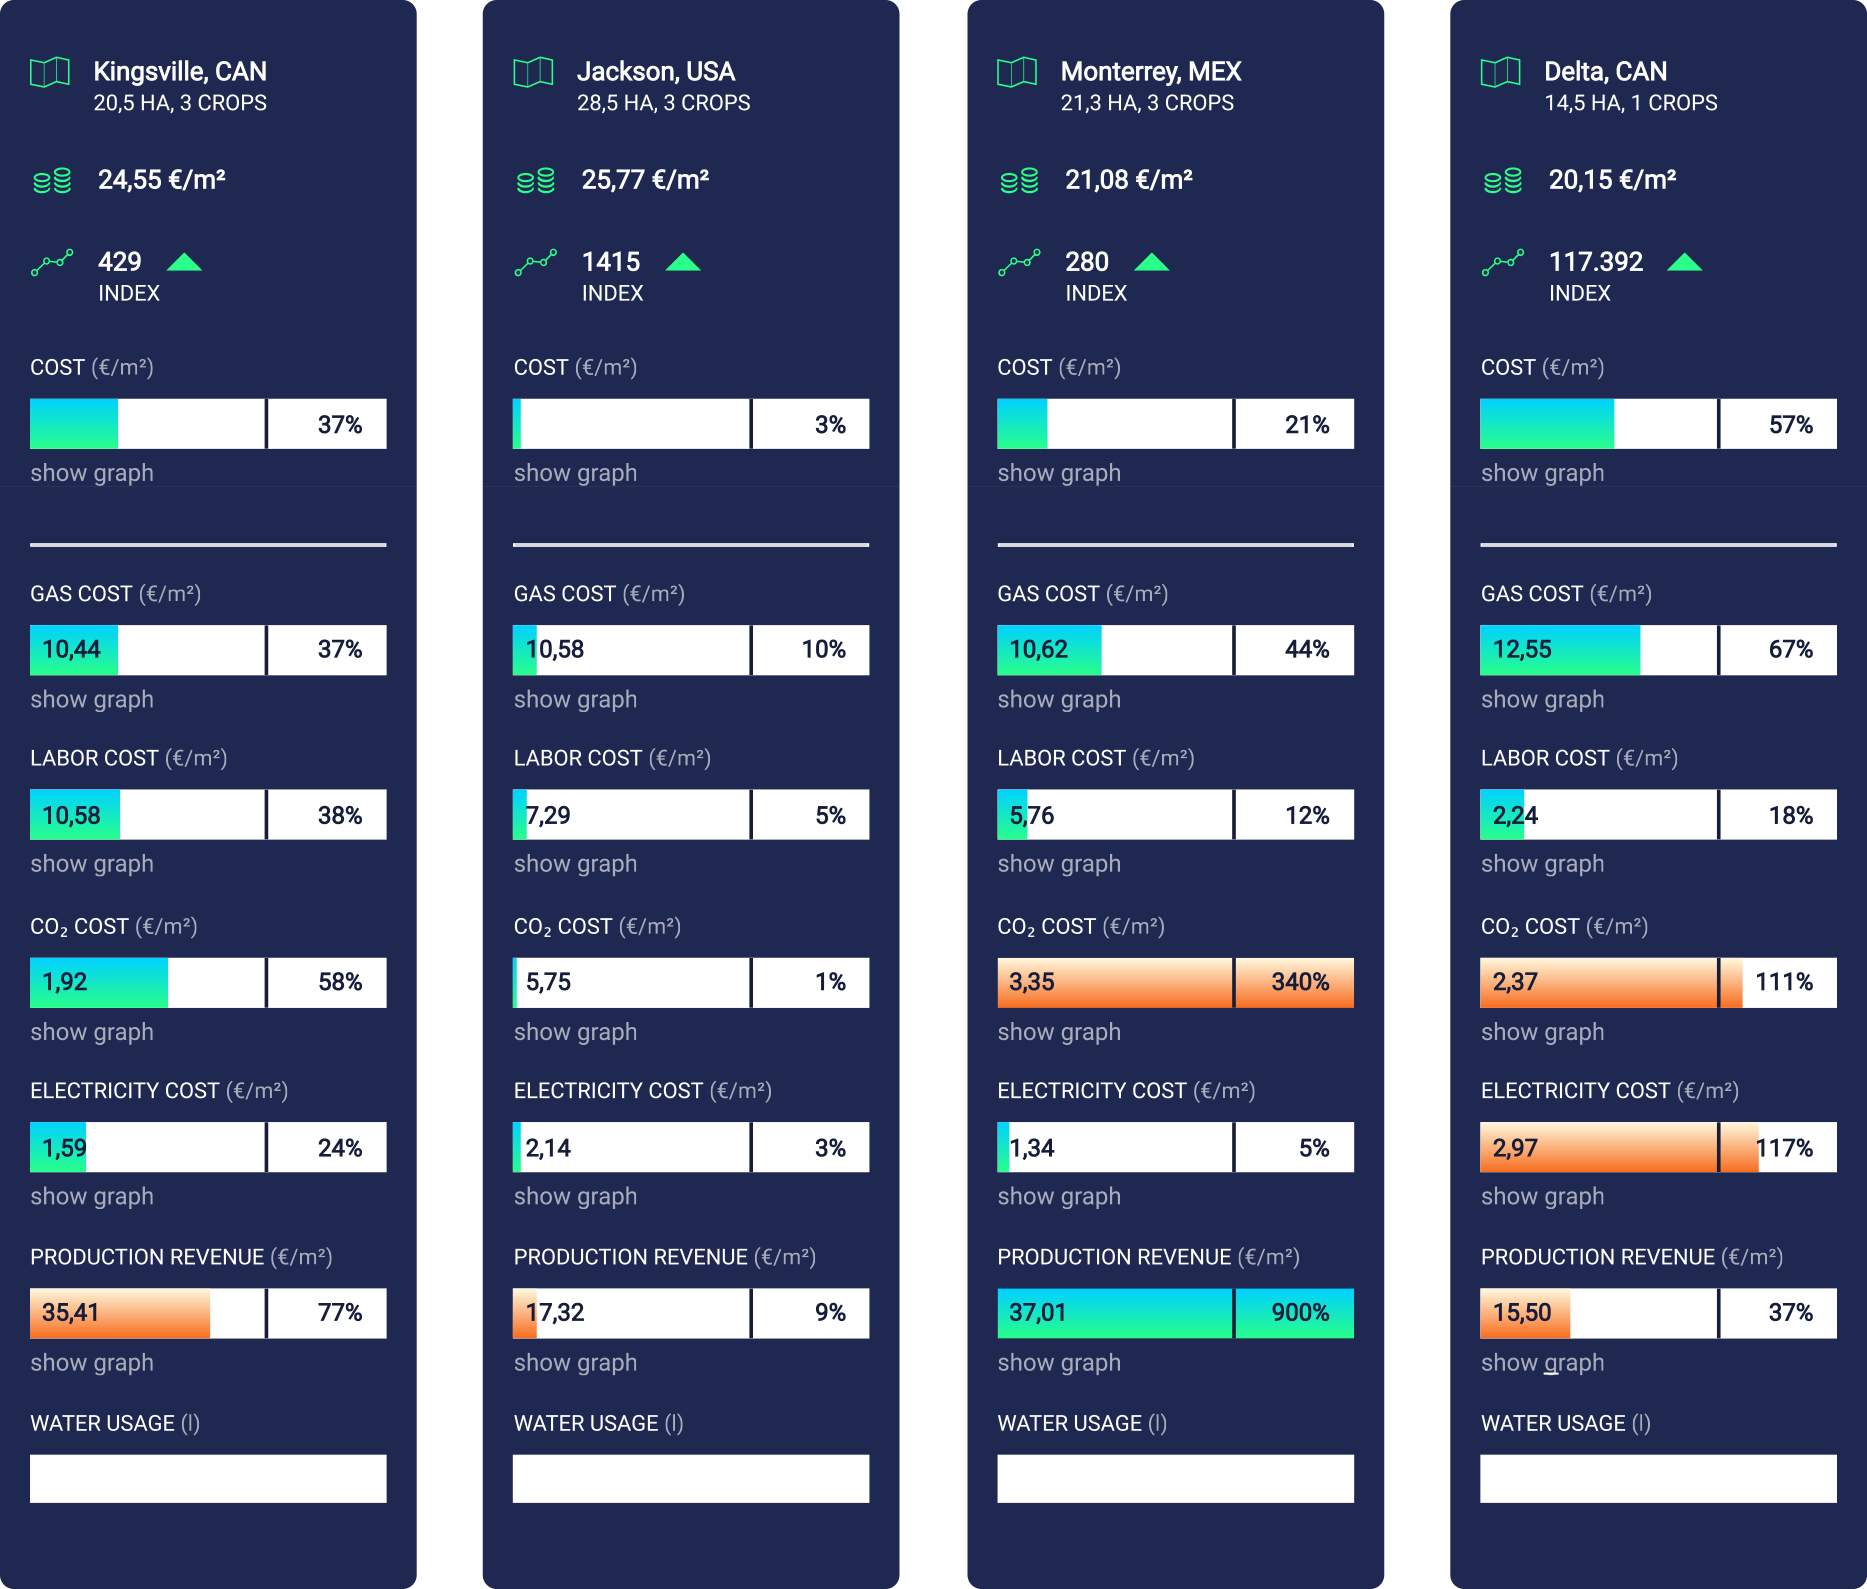 Kingsville, CAN
20,5 HA, 3 CROPS
24,55 €/m²
429
INDEX
COST (€/m²)
37%
show graph
GAS COST (€/m²)
10,44 37%
show graph
LABOR COST (€/m²)
10,58 38%
show graph
CO₂ COST (€/m²)
1,92 58%
show graph
ELECTRICITY COST (€/m²)
1,59 24%
show graph
PRODUCTION REVENUE (€/m²)
35,41 77%
show graph
WATER USAGE (l)
Jackson, USA
28,5 HA, 3 CROPS
25,77 €/m²
1415
INDEX
COST (€/m²)
3%
show graph
GAS COST (€/m²)
10,58 10%
show graph
LABOR COST (€/m²)
7,29 5%
show graph
CO₂ COST (€/m²)
5,75 1%
show graph
ELECTRICITY COST (€/m²)
2,14 3%
show graph
PRODUCTION REVENUE (€/m²)
17,32 9%
show graph
WATER USAGE (l)
Monterrey, MEX
21,3 HA, 3 CROPS
21,08 €/m²
280
INDEX
COST (€/m²)
21%
show graph
GAS COST (€/m²)
10,62 44%
show graph
LABOR COST (€/m²)
5,76 12%
show graph
CO₂ COST (€/m²)
3,35 340%
show graph
ELECTRICITY COST (€/m²)
1,34 5%
show graph
PRODUCTION REVENUE (€/m²)
37,01 900%
show graph
WATER USAGE (l)
Delta, CAN
14,5 HA, 1 CROPS
20,15 €/m²
117.392
INDEX
COST (€/m²)
57%
show graph
GAS COST (€/m²)
12,55 67%
show graph
LABOR COST (€/m²)
2,24 18%
show graph
CO₂ COST (€/m²)
2,37 111%
show graph
ELECTRICITY COST (€/m²)
2,97 117%
show graph
PRODUCTION REVENUE (€/m²)
15,50 37%
show graph
WATER USAGE (l)